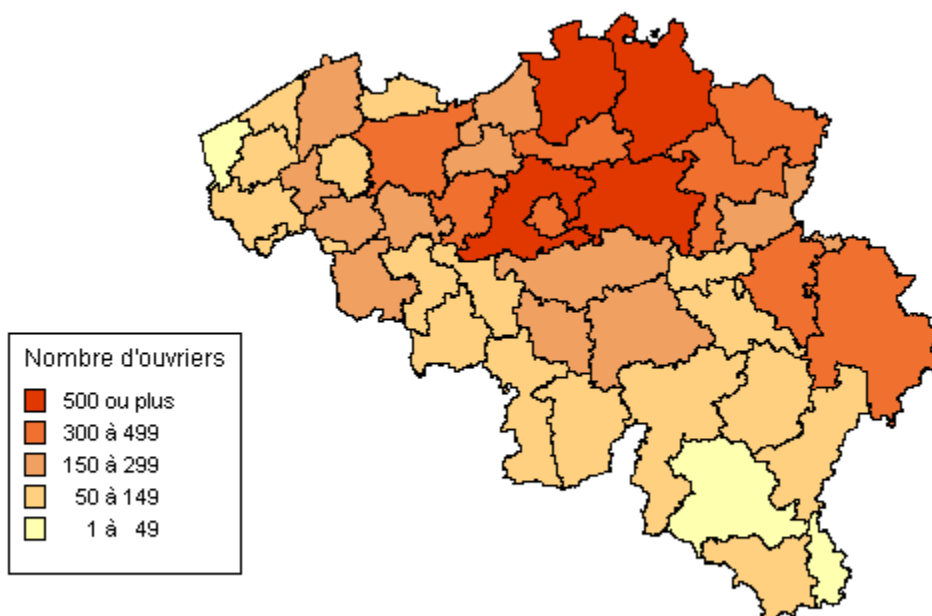 Nombre d'ouvriers
500 ou plus
300 à 499
150 à 299
50 à 149
1 à 49